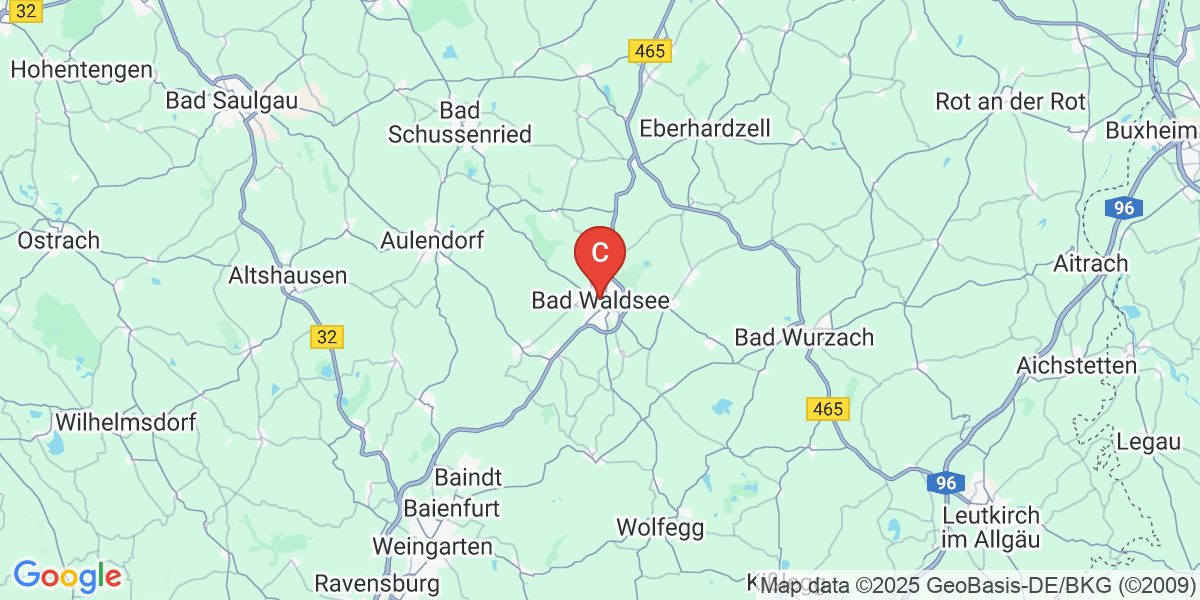 32
465
Hohentengen
Bad Saulgau
Bad
Schussenried
Eberhardzell
Rot an der Rot
Buxheim
96
Ostrach
Aulendorf
C
Altshausen
Aitrach
Bad Waldsee
32
Bad Wurzach
Aichstetten
465
Wilhelmsdorf
Legau
Baindt
96
Baienfurt
Leutkirch
im Allgäu
Weingarten
Wolfegg
Ravensburg
Google
Map data ©2025 GeoBasis-DE/BKG (©2009)